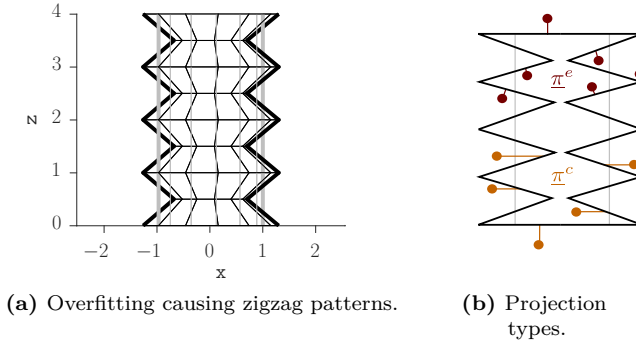 4
3
2
1
0
z
−2 −1 0 1 2
x
π^e
π^c
(a) Overfitting causing zigzag patterns.
(b) Projection
types.